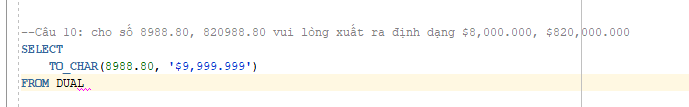 --Câu 10: cho số 8988.80, 820988.80 vui lòng xuất ra định dạng $8,000.000, $820,000.000
SELECT
TO_CHAR(8988.80, '$9,999.999')
FROM DUAL